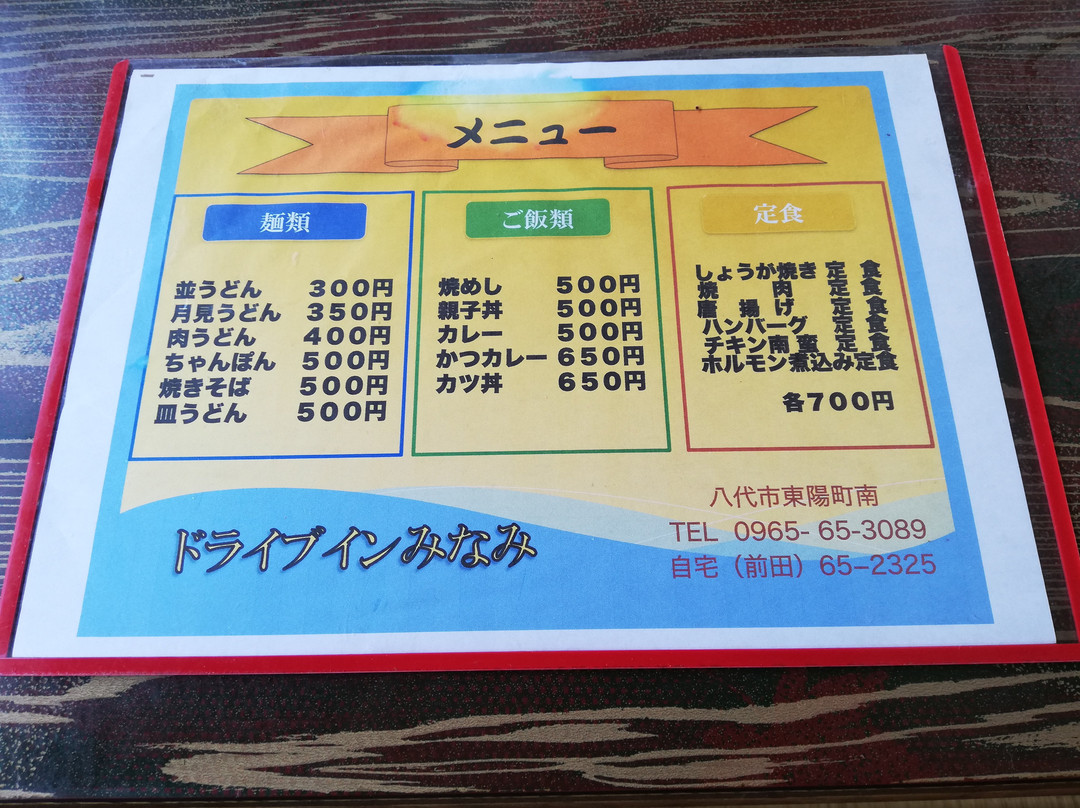 メニュー
麺類
並うどん 300円
月見うどん 350円
肉うどん 400円
ちゃんぽん 500円
焼きそば 500円
皿うどん 500円
ご飯類
焼めし 500円
親子丼 500円
カレー 500円
かつカレー 650円
カツ丼 650円
定食
しょうが焼き 定 食
焼 肉 定 食
唐 揚 げ 定 食
ハンバーグ 定 食
チキン南蛮 定 食
ホルモン煮込み定食
各700円
ドライブインみなみ
八代市東陽町南
TEL 0965-65-3089
自宅（前田）65-2325